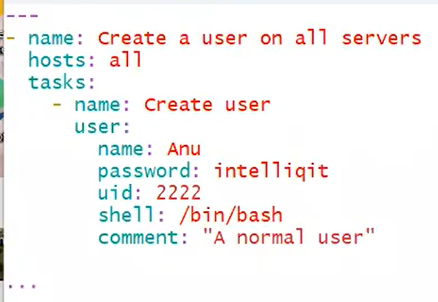 ---
- name: Create a user on all servers
  hosts: all
  tasks:
    - name: Create user
      user:
        name: Anu
        password: intelliqit
        uid: 2222
        shell: /bin/bash
        comment: "A normal user"
...